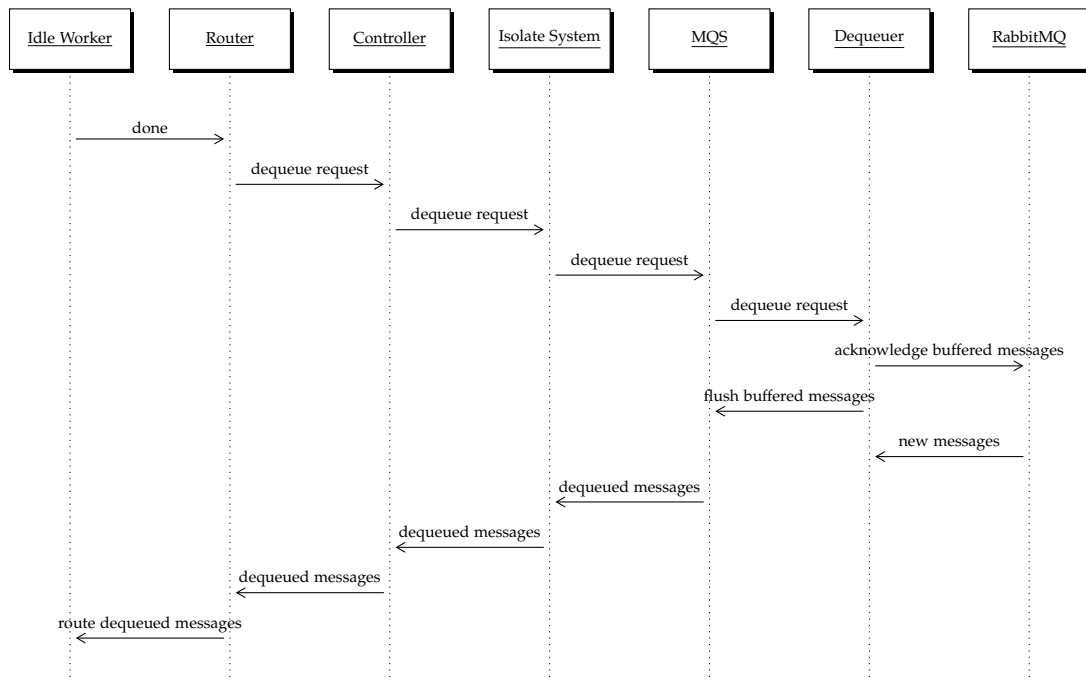 Idle Worker
Router
Controller
Isolate System
MQS
Dequeuer
RabbitMQ
done
dequeue request
dequeue request
dequeue request
dequeue request
acknowledge buffered messages
flush buffered messages
new messages
dequeued messages
dequeued messages
dequeued messages
route dequeued messages